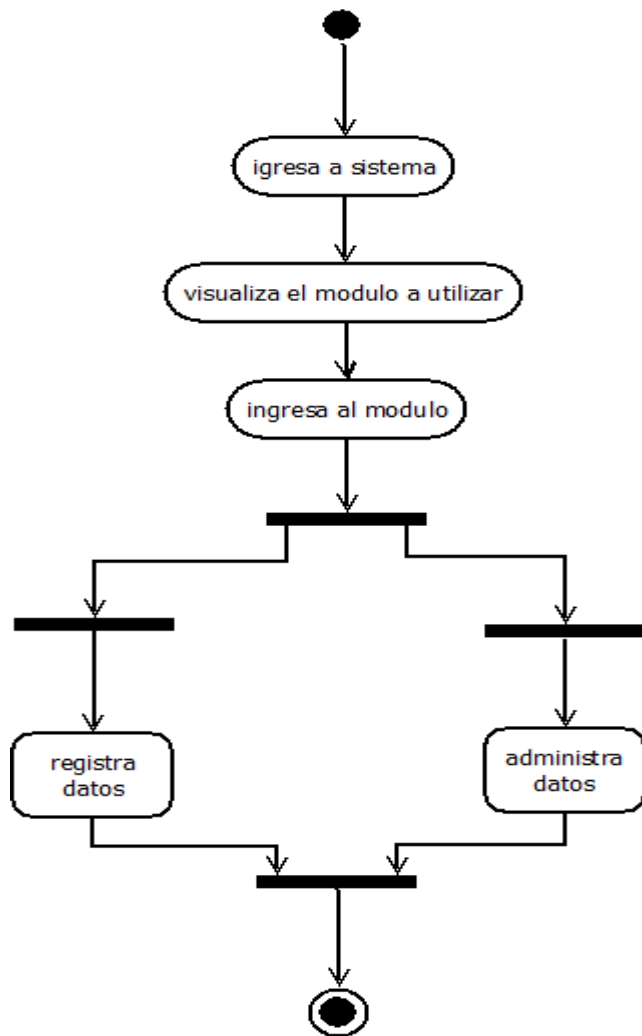 igresa a sistema
visualiza el modulo a utilizar
ingresa al modulo
registra
datos
administra
datos